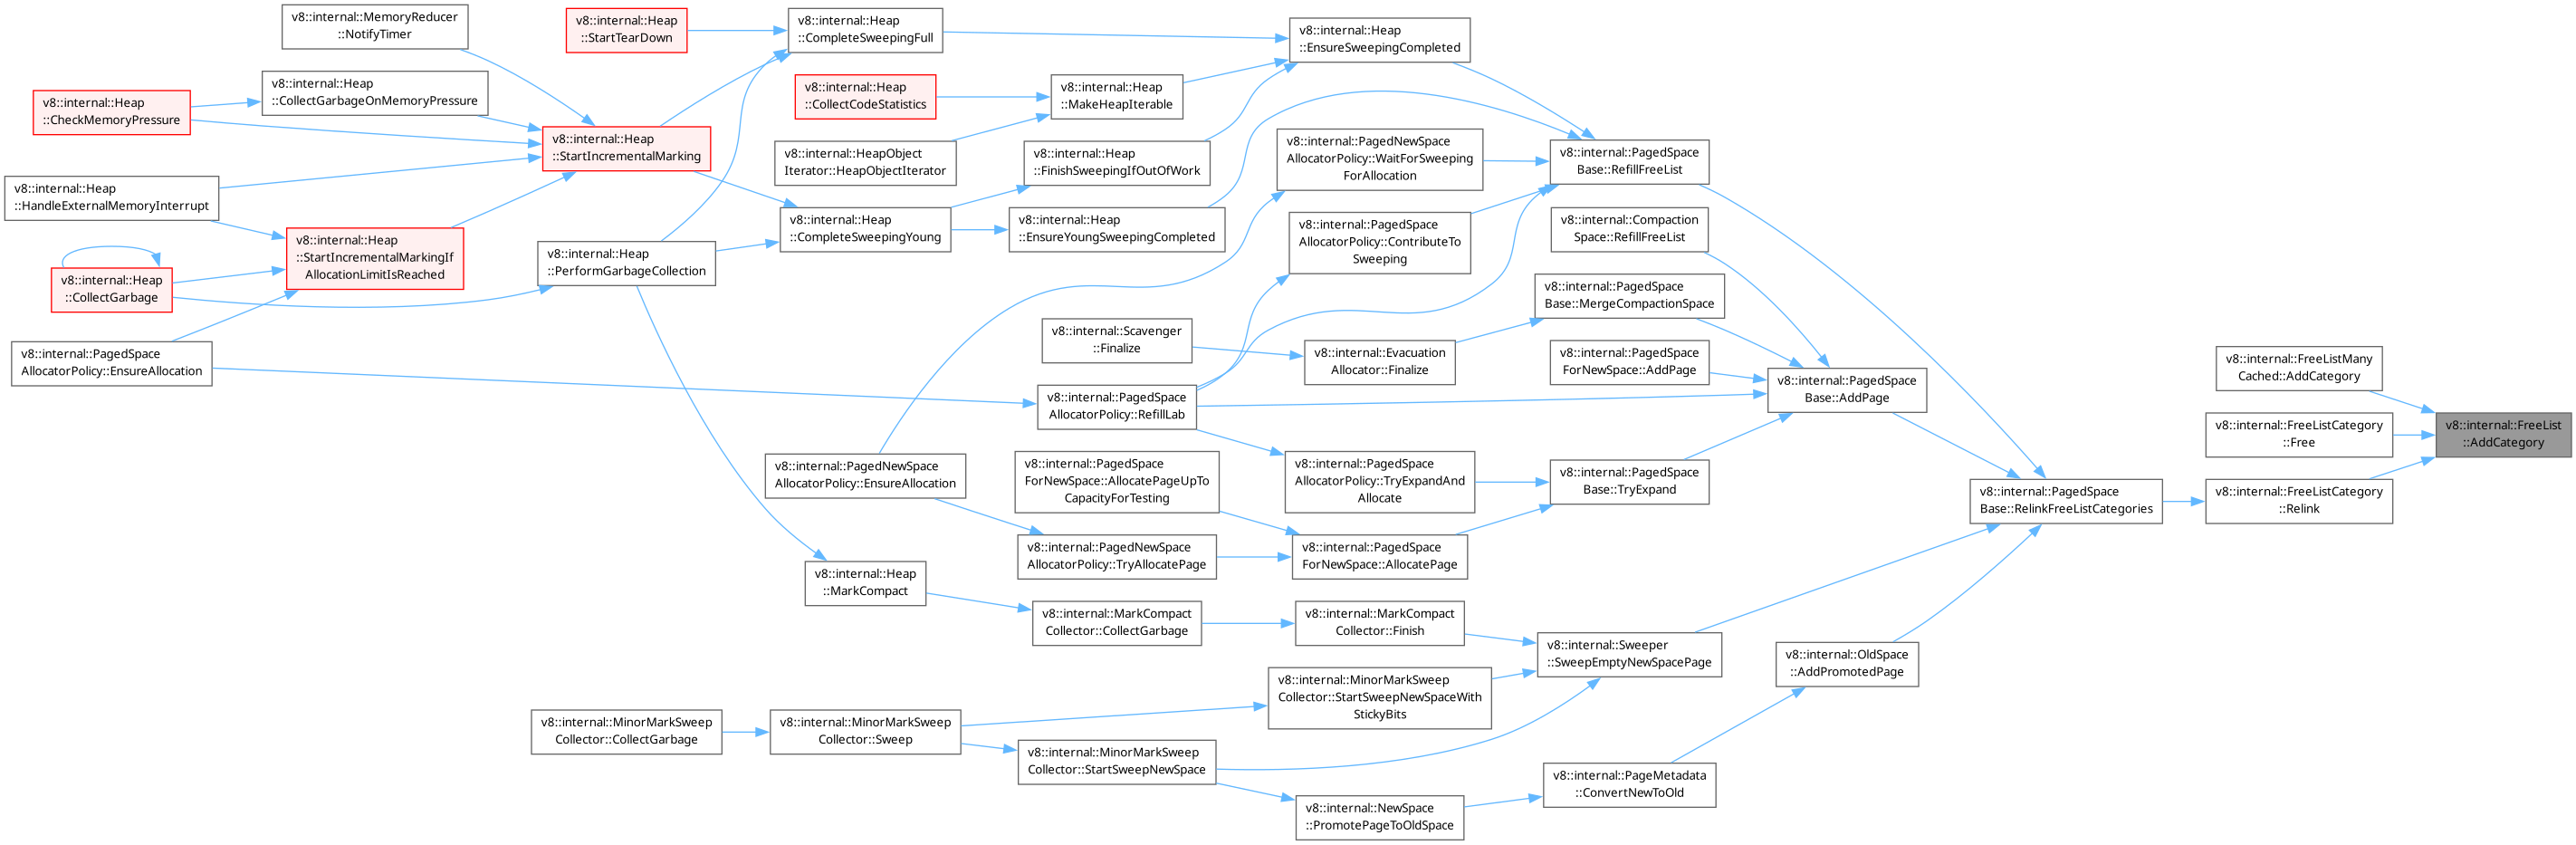 v8::internal::MemoryReducer
::NotifyTimer
v8::internal::Heap
::StartTearDown
v8::internal::Heap
::CompleteSweepingFull
v8::internal::Heap
::EnsureSweepingCompleted
v8::internal::Heap
::CheckMemoryPressure
v8::internal::Heap
::CollectGarbageOnMemoryPressure
v8::internal::Heap
::CollectCodeStatistics
v8::internal::Heap
::MakeHeapIterable
v8::internal::Heap
::StartIncrementalMarking
v8::internal::HeapObject
Iterator::HeapObjectIterator
v8::internal::Heap
::FinishSweepingIfOutOfWork
v8::internal::PagedNewSpace
AllocatorPolicy::WaitForSweeping
ForAllocation
v8::internal::PagedSpace
Base::RefillFreeList
v8::internal::Heap
::HandleExternalMemoryInterrupt
v8::internal::Heap
::CompleteSweepingYoung
v8::internal::Heap
::EnsureYoungSweepingCompleted
v8::internal::PagedSpace
AllocatorPolicy::ContributeTo
Sweeping
v8::internal::Compaction
Space::RefillFreeList
v8::internal::Heap
::CollectGarbage
v8::internal::Heap
::StartIncrementalMarkingIf
AllocationLimitIsReached
v8::internal::Heap
::PerformGarbageCollection
v8::internal::PagedSpace
Base::MergeCompactionSpace
v8::internal::PagedSpace
AllocatorPolicy::EnsureAllocation
v8::internal::Scavenger
::Finalize
v8::internal::Evacuation
Allocator::Finalize
v8::internal::PagedSpace
ForNewSpace::AddPage
v8::internal::PagedSpace
Base::AddPage
v8::internal::FreeListMany
Cached::AddCategory
v8::internal::PagedSpace
AllocatorPolicy::RefillLab
v8::internal::FreeListCategory
::Free
v8::internal::FreeList
::AddCategory
v8::internal::PagedNewSpace
AllocatorPolicy::EnsureAllocation
v8::internal::PagedSpace
ForNewSpace::AllocatePageUpTo
CapacityForTesting
v8::internal::PagedSpace
AllocatorPolicy::TryExpandAnd
Allocate
v8::internal::PagedSpace
Base::TryExpand
v8::internal::PagedSpace
Base::RelinkFreeListCategories
v8::internal::FreeListCategory
::Relink
v8::internal::Heap
::MarkCompact
v8::internal::PagedNewSpace
AllocatorPolicy::TryAllocatePage
v8::internal::PagedSpace
ForNewSpace::AllocatePage
v8::internal::MarkCompact
Collector::CollectGarbage
v8::internal::MarkCompact
Collector::Finish
v8::internal::Sweeper
::SweepEmptyNewSpacePage
v8::internal::OldSpace
::AddPromotedPage
v8::internal::MinorMarkSweep
Collector::StartSweepNewSpaceWith
StickyBits
v8::internal::MinorMarkSweep
Collector::CollectGarbage
v8::internal::MinorMarkSweep
Collector::Sweep
v8::internal::MinorMarkSweep
Collector::StartSweepNewSpace
v8::internal::PageMetadata
::ConvertNewToOld
v8::internal::NewSpace
::PromotePageToOldSpace